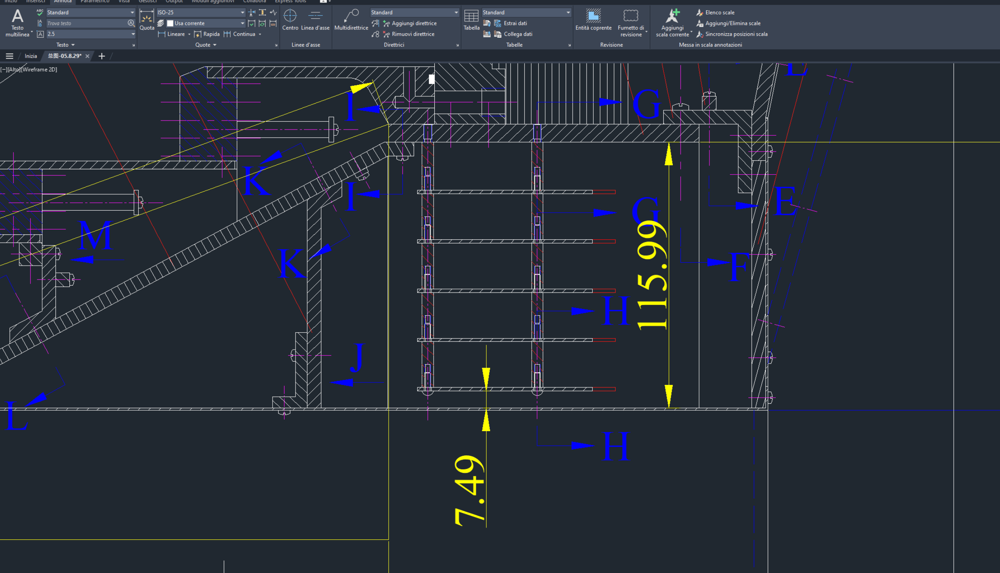 Inizio Inserisci Annota Parametrico Vista Gestisci Output Moduli aggiuntivi Collabora Express Tools
A
Testo
multilinea
ABC
Standard
Trova testo
2.5
Testo
Quota
ISO-25
Usa corrente
Lineare
Rapida
Continua
Quote
Centro
Linea d'asse
Linee d'asse
Multidirettrice
Standard
Aggiungi direttrice
Rimuovi direttrice
Direttrici
Tabella
Standard
Estrai dati
Collega dati
Tabelle
Entità coprente
Fumetto di
revisione
Revisione
Aggiungi
scala corrente
Elenco scale
Aggiungi/Elimina scale
Sincronizza posizioni scala
Messa in scala annotazioni
Inizia
总图-05.8.29*
[−][Alto][Wireframe 2D]
I
G
K
I
E
G
M
K
F
115.99
H
J
L
H
7.49